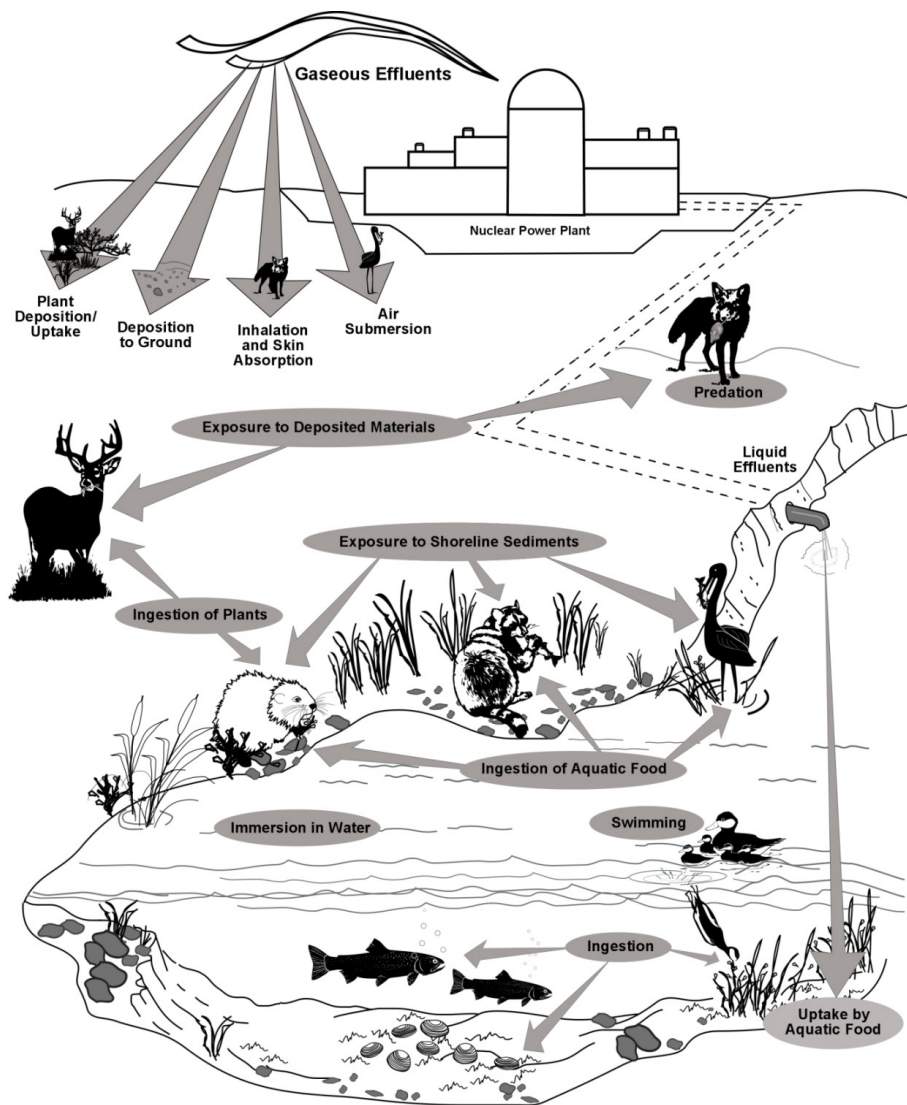 Gaseous Effluents
Nuclear Power Plant
Plant
Deposition/
Uptake
Deposition
to Ground
Inhalation
and Skin
Absorption
Air
Submersion
Predation
Exposure to Deposited Materials
Liquid
Effluents
Exposure to Shoreline Sediments
Ingestion of Plants
Ingestion of Aquatic Food
Immersion in Water
Swimming
Ingestion
Uptake by
Aquatic Food